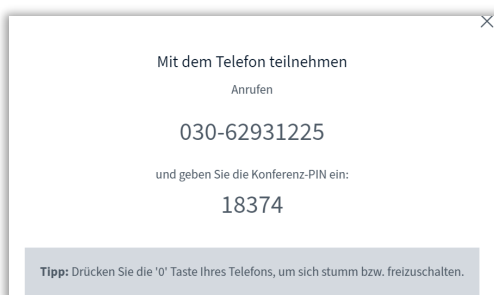 Mit dem Telefon teilnehmen
Anrufen
030-62931225
und geben Sie die Konferenz-PIN ein:
18374
Tipp: Drücken Sie die '0' Taste Ihres Telefons, um sich stumm bzw. freizuschalten.